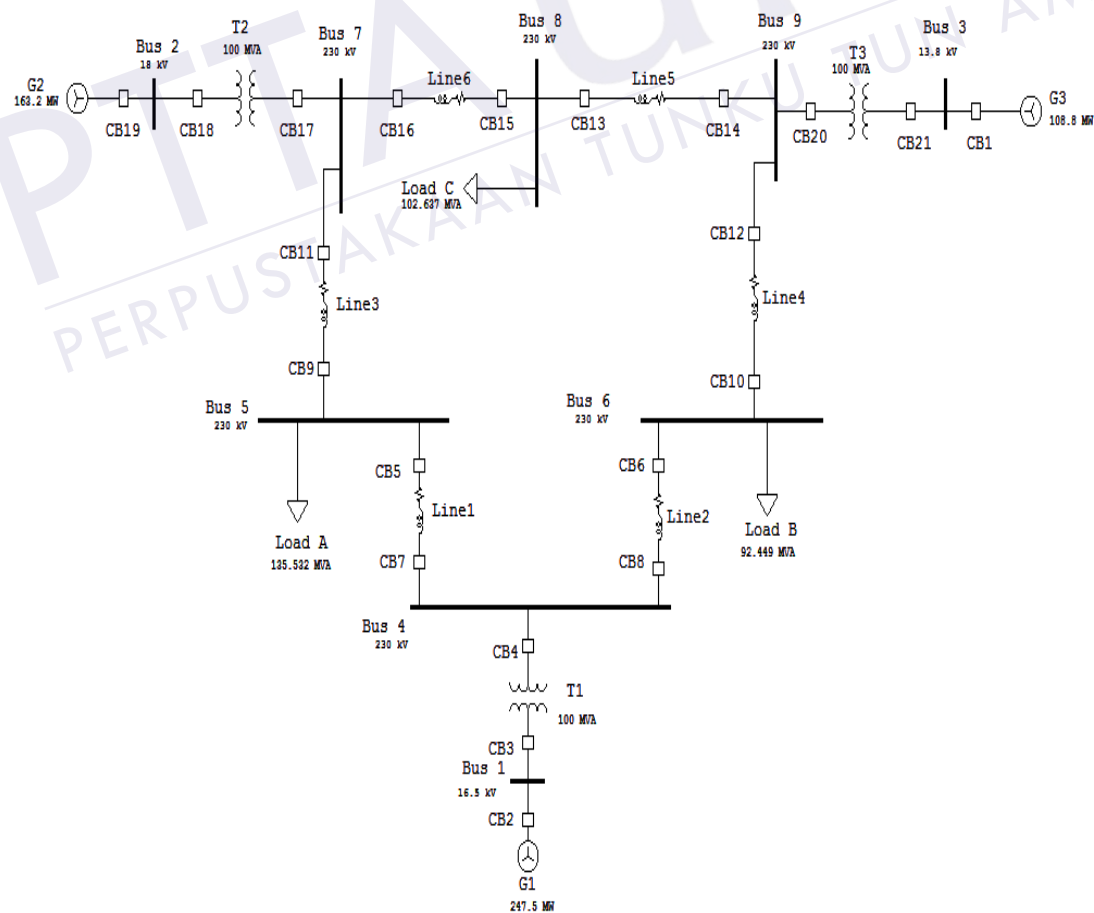 PTTA
PERPUSTAKAAN TUNKU TUN AM
T2
100 MVA
Bus 2
18 kV
Bus 7
230 kV
Bus 8
230 kV
Bus 9
230 kV
T3
100 MVA
Bus 3
13.8 kV
G2
163.2 MW
CB19
CB18
CB17
CB16
Line6
CB15
CB13
Line5
CB14
CB20
CB21
CB1
G3
108.8 MW
Load C
102.637 MVA
CB11
CB12
Line3
Line4
CB9
CB10
Bus 5
230 kV
Bus 6
230 kV
CB5
CB6
Line1
Line2
Load A
135.532 MVA
Load B
92.449 MVA
CB7
CB8
Bus 4
230 kV
CB4
T1
100 MVA
CB3
Bus 1
16.5 kV
CB2
G1
247.5 MW